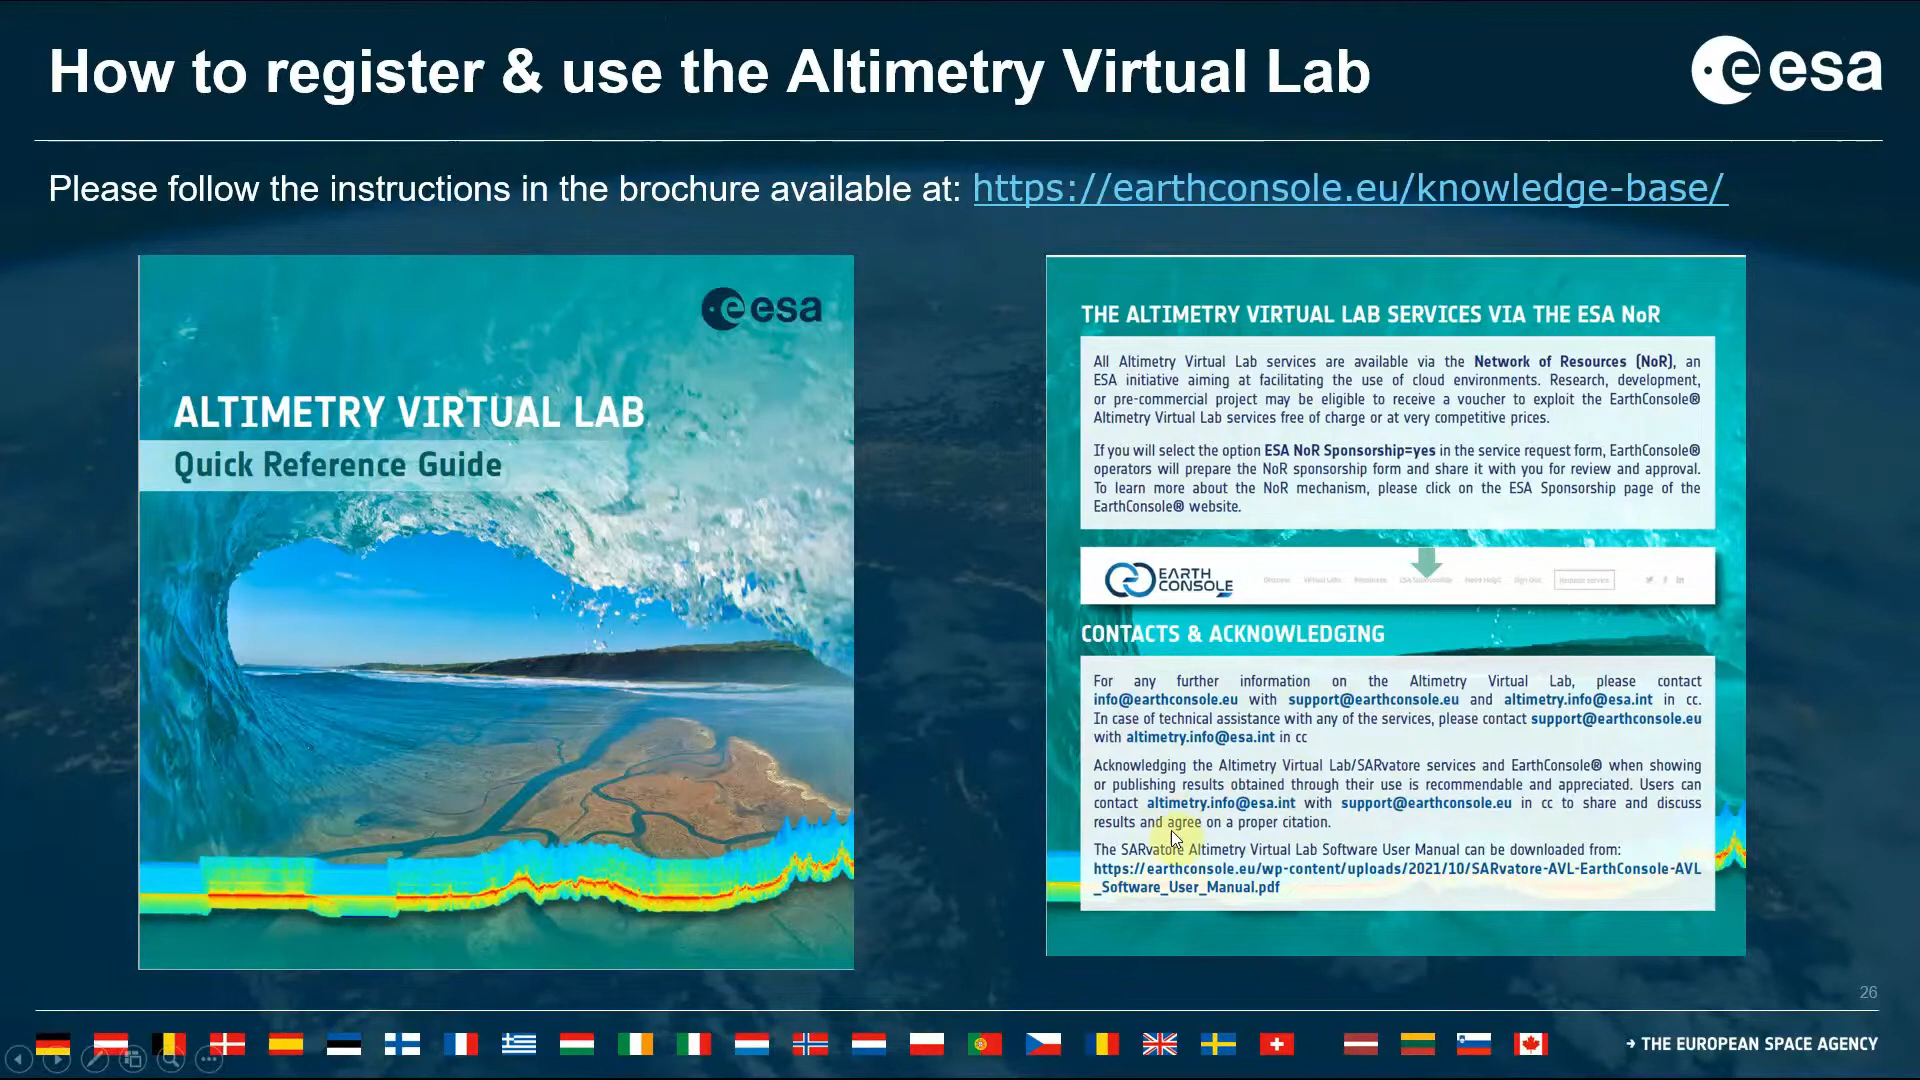 How to register & use the Altimetry Virtual Lab
esa
Please follow the instructions in the brochure available at: https://earthconsole.eu/knowledge-base/
esa
ALTIMETRY VIRTUAL LAB
Quick Reference Guide
THE ALTIMETRY VIRTUAL LAB SERVICES VIA THE ESA NoR
All Altimetry Virtual Lab services are available via the Network of Resources (NoR), an
ESA initiative aiming at facilitating the use of cloud environments. Research, development,
or pre-commercial project may be eligible to receive a voucher to exploit the EarthConsole®
Altimetry Virtual Lab services free of charge or at very competitive prices.
If you will select the option ESA NoR Sponsorship=yes in the service request form, EarthConsole®
operators will prepare the NoR sponsorship form and share it with you for review and approval.
To learn more about the NoR mechanism, please click on the ESA Sponsorship page of the
EarthConsole® website.
EARTH
CONSOLE
Discover Virtual Labs Resources ESA Sponsorship Need Help? Sign One Request service
CONTACTS & ACKNOWLEDGING
For any further information on the Altimetry Virtual Lab, please contact
info@earthconsole.eu with support@earthconsole.eu and altimetry.info@esa.int in cc.
In case of technical assistance with any of the services, please contact support@earthconsole.eu
with altimetry.info@esa.int in cc
Acknowledging the Altimetry Virtual Lab/SARvatore services and EarthConsole® when showing
or publishing results obtained through their use is recommendable and appreciated. Users can
contact altimetry.info@esa.int with support@earthconsole.eu in cc to share and discuss
results and agree on a proper citation.
The SARvatore Altimetry Virtual Lab Software User Manual can be downloaded from:
https://earthconsole.eu/wp-content/uploads/2021/10/SARvatore-AVL-EarthConsole-AVL
_Software_User_Manual.pdf
26
→ THE EUROPEAN SPACE AGENCY